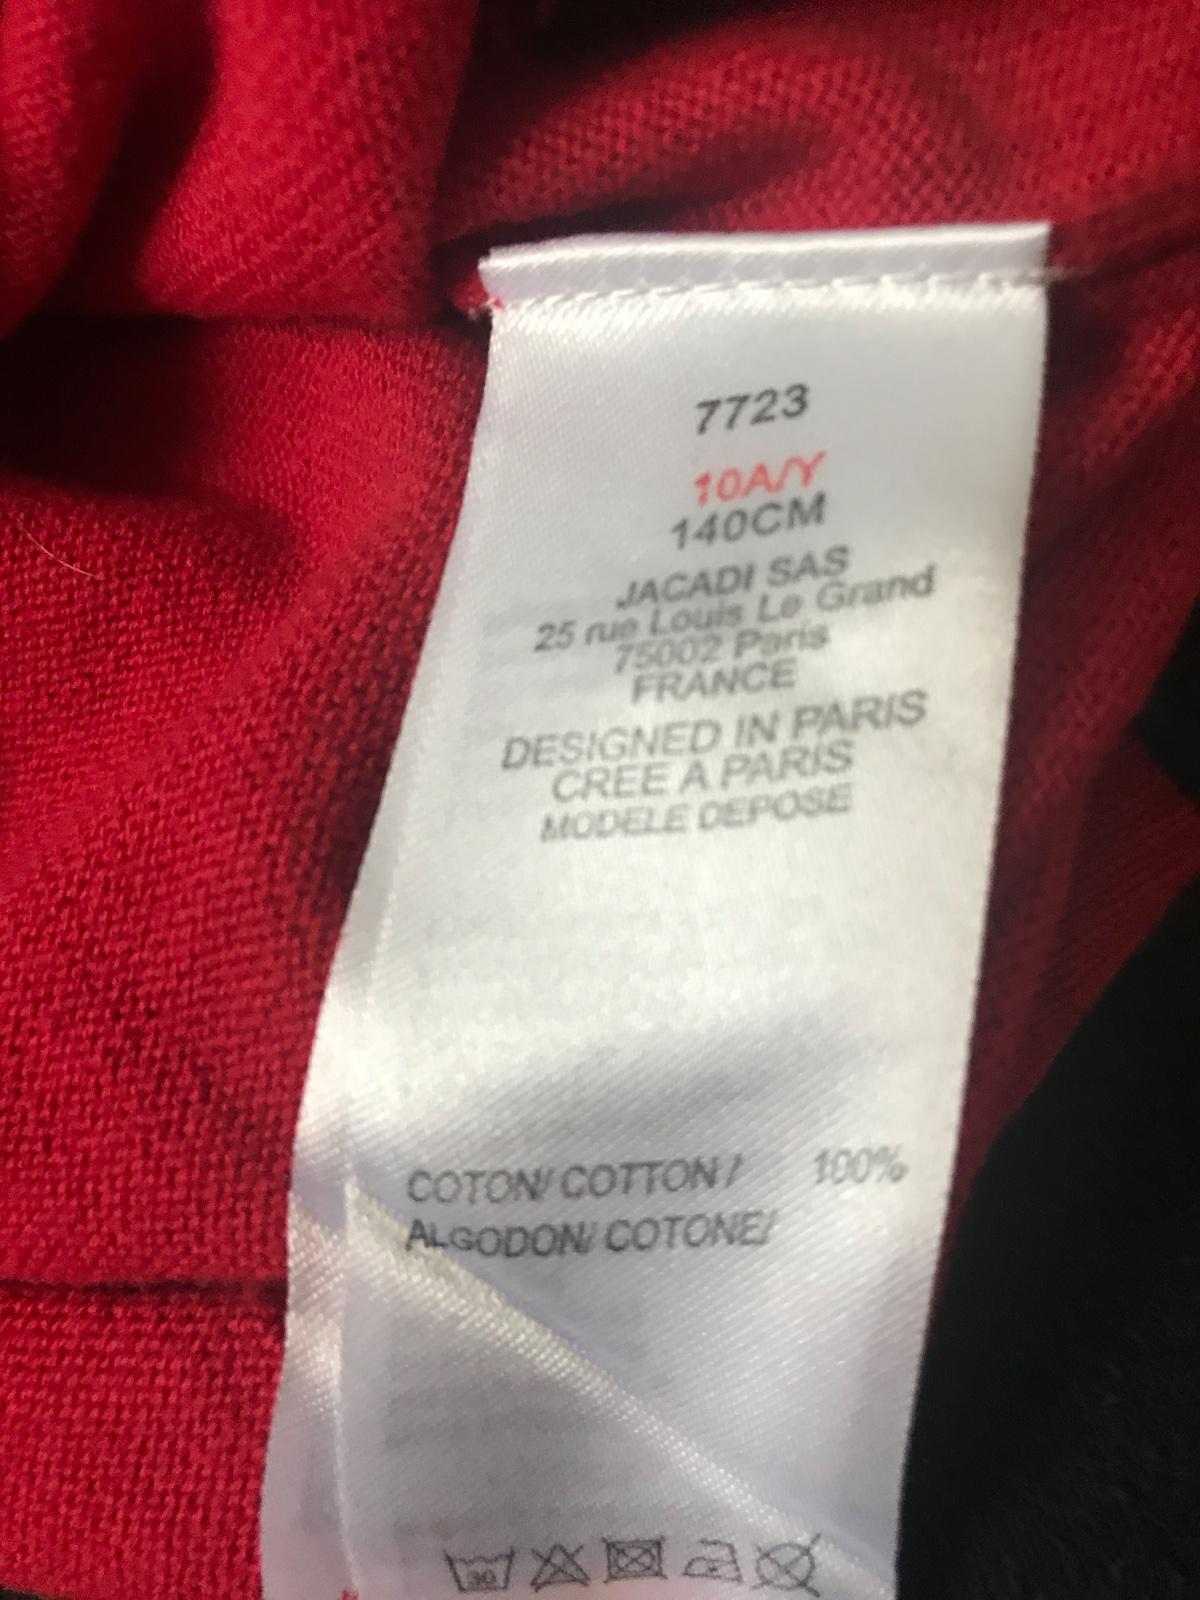 7723
10A/Y
140CM
JACADI SAS
25 rue Louis Le Grand
75002 Paris
FRANCE
DESIGNED IN PARIS
CREE A PARIS
MODELE DEPOSE
COTON/ COTTON / 100%
ALGODON/ COTONE/
30